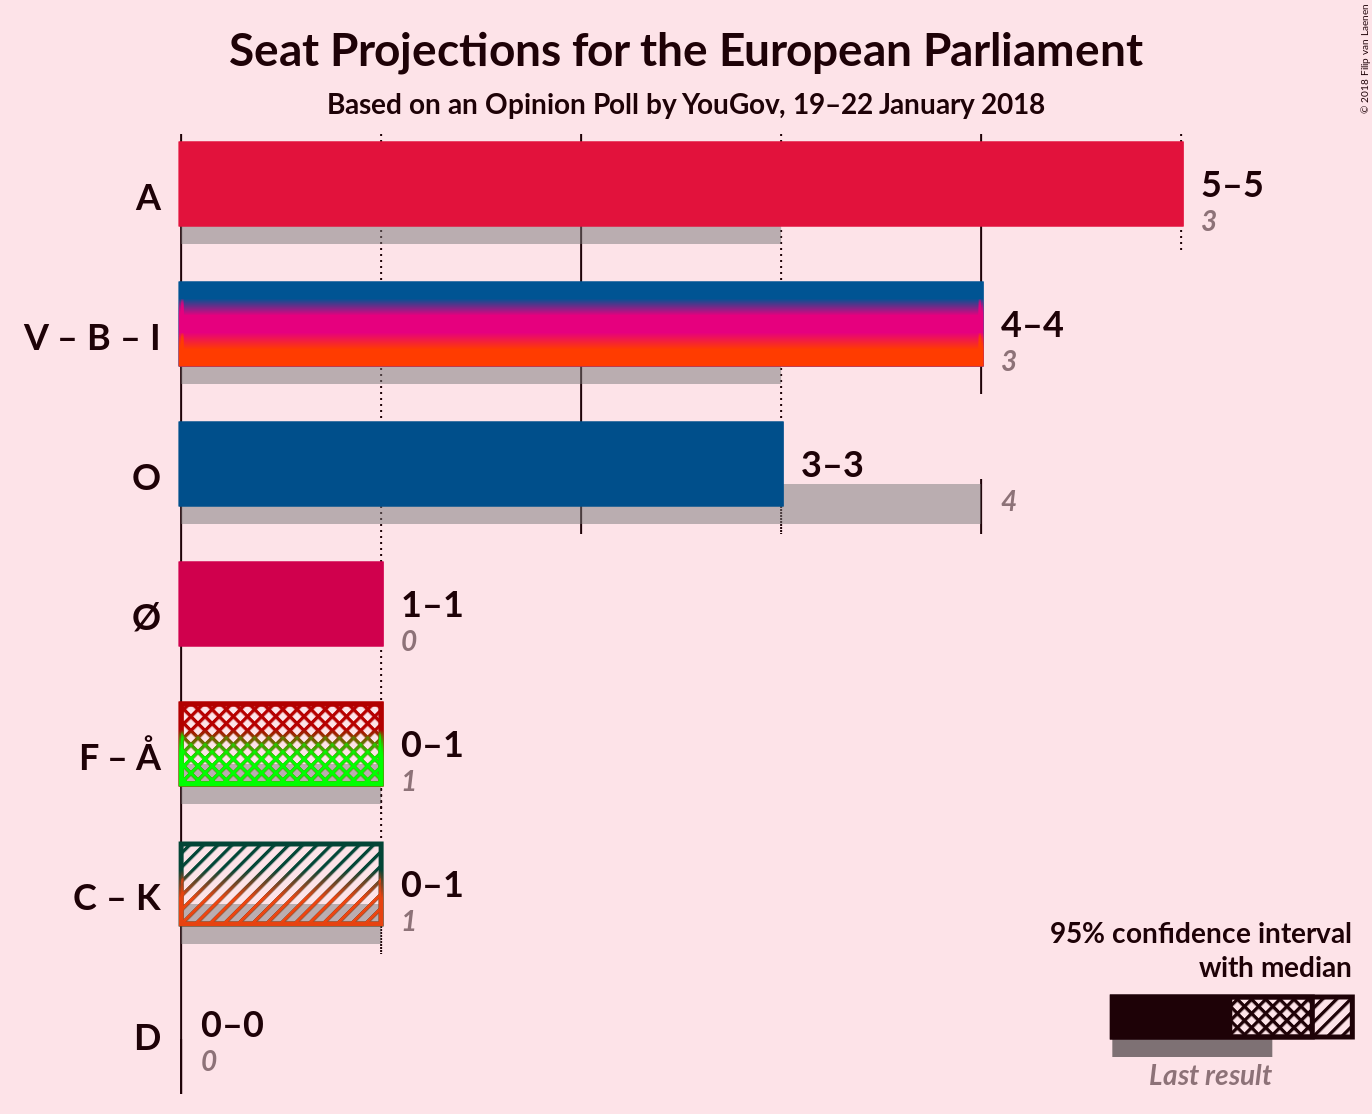 Seat Projections for the European Parliament
Based on an Opinion Poll by YouGov, 19–22 January 2018
© 2018 Filip van Laenen
A
5–5
3
V – B – I
4–4
3
O
3–3
4
Ø
1–1
0
F – Å
0–1
1
C – K
0–1
1
D
0–0
0
95% confidence interval
with median
Last result